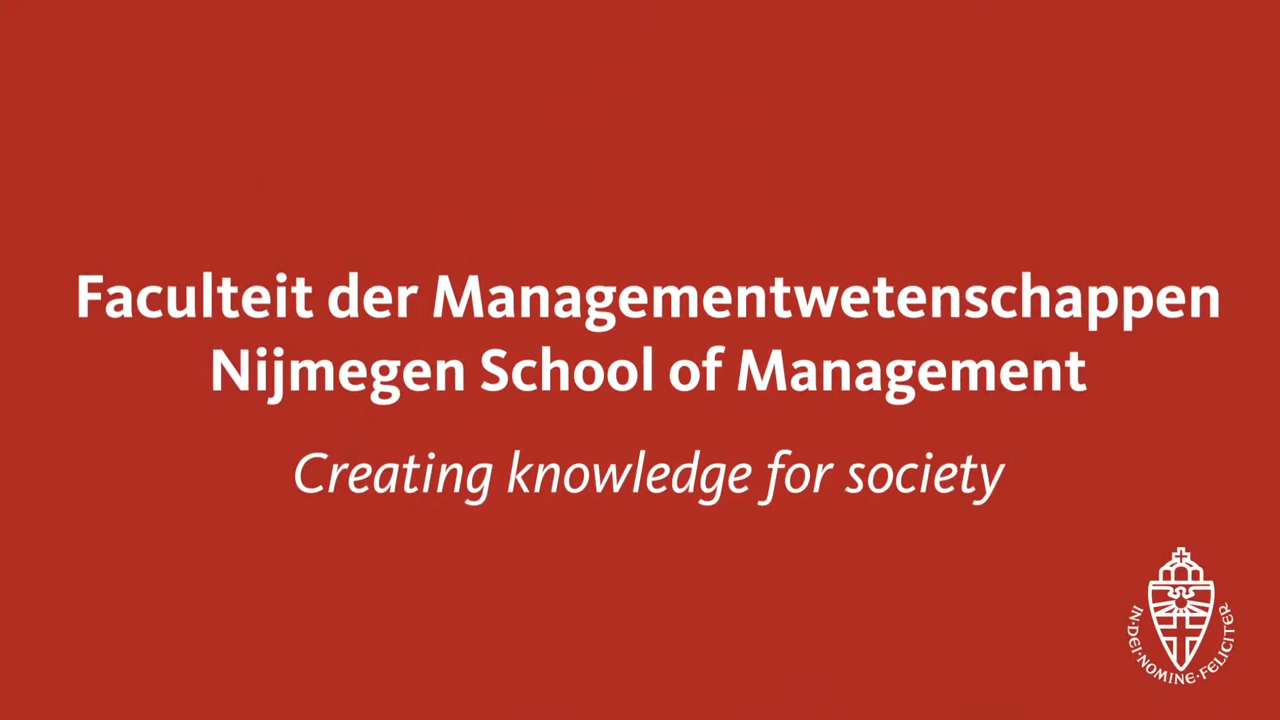 Faculteit der Managementwetenschappen
Nijmegen School of Management
Creating knowledge for society
IN·DEI·NOMINE·FELICITER